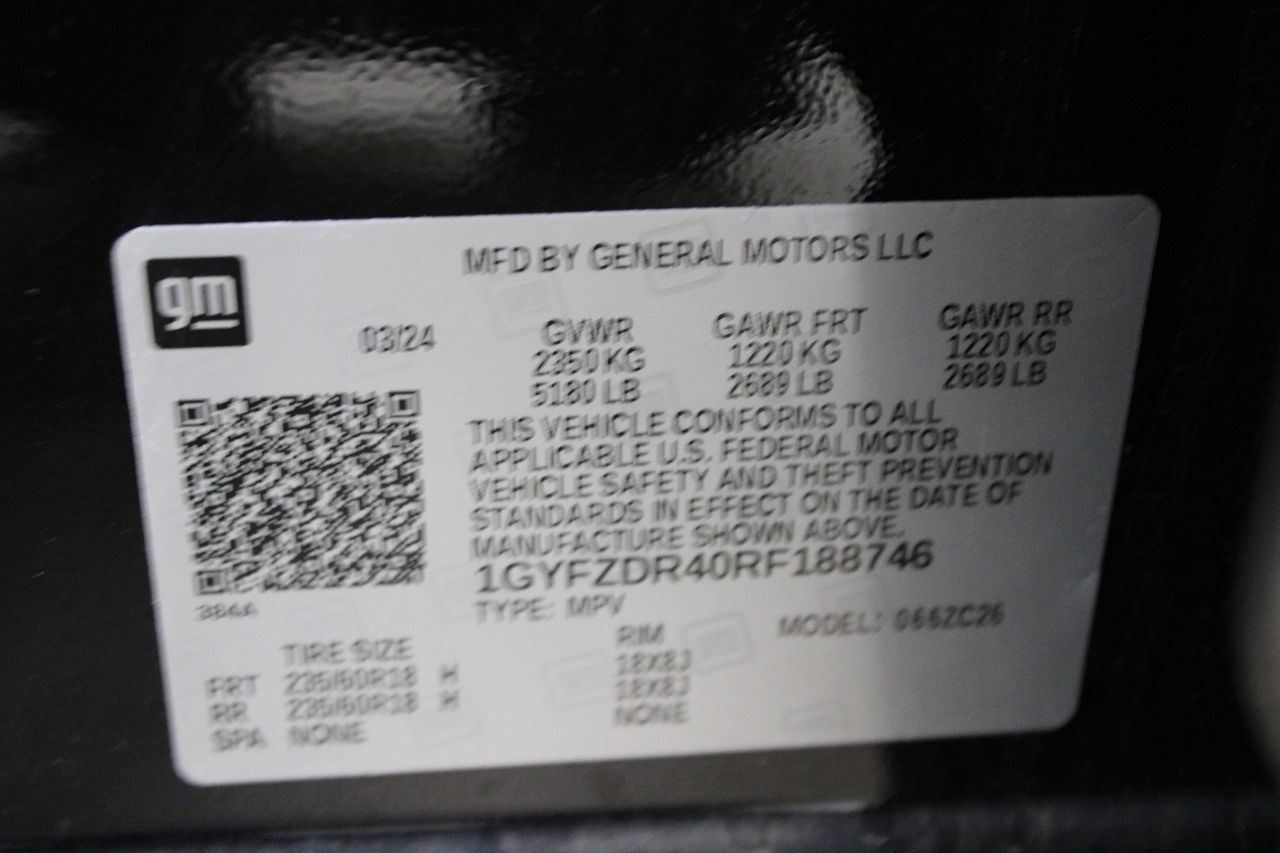 gm
MFD BY GENERAL MOTORS LLC
03/24
GVWR
2350 KG
5180 LB
GAWR FRT
1220 KG
2689 LB
GAWR RR
1220 KG
2689 LB
THIS VEHICLE CONFORMS TO ALL
APPLICABLE U.S. FEDERAL MOTOR
VEHICLE SAFETY AND THEFT PREVENTION
STANDARDS IN EFFECT ON THE DATE OF
MANUFACTURE SHOWN ABOVE.
1GYFZDR40RF188746
384A
TYPE: MPV
MODEL: 066ZC26
TIRE SIZE
RIM
FRT 235/60R18 H 18X8J
RR 235/60R18 H 18X8J
SPA NONE NONE